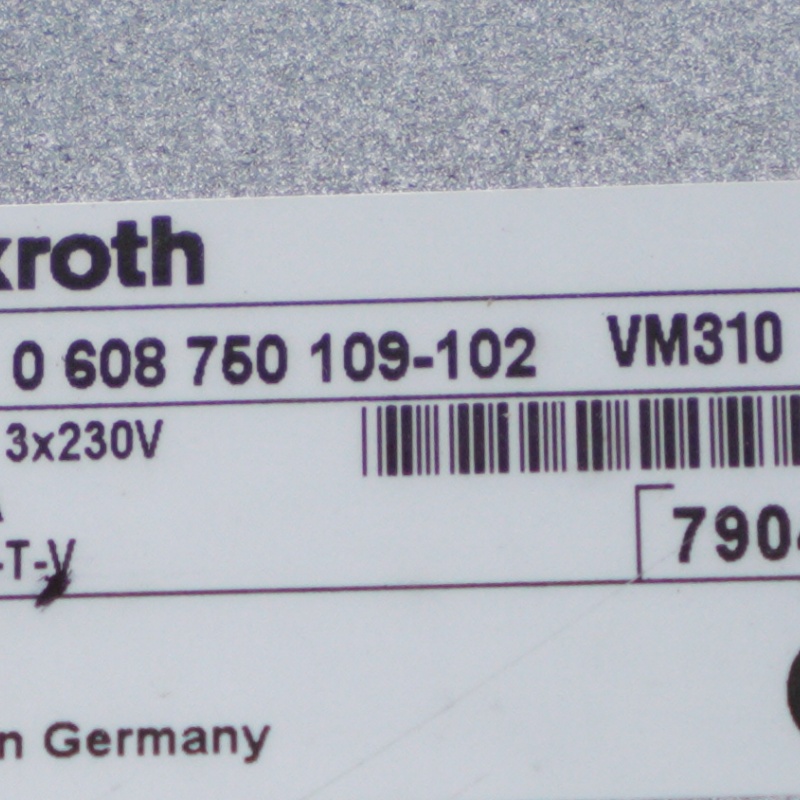 xroth
0 608 750 109-102 VM310
3x230V
-T-V
790
n Germany